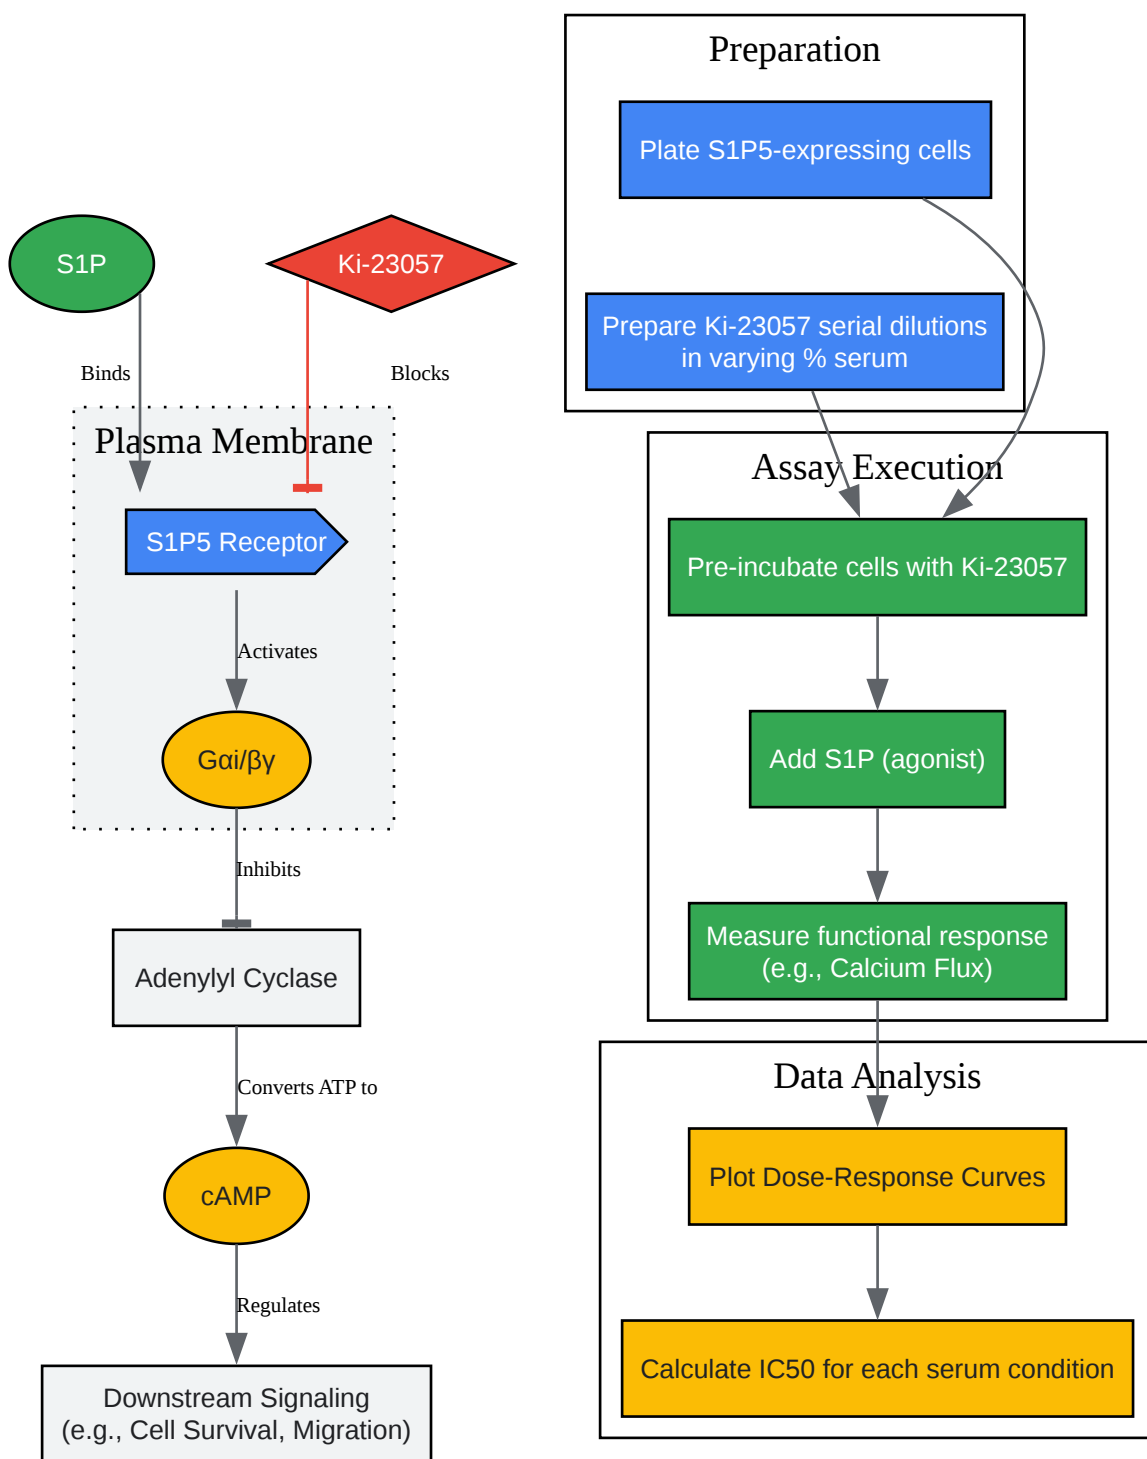 S1P
Ki-23057
Binds
Blocks
Plasma Membrane
S1P5 Receptor
Activates
Gαi/βγ
Inhibits
Adenylyl Cyclase
Converts ATP to
cAMP
Regulates
Downstream Signaling
(e.g., Cell Survival, Migration)
Preparation
Plate S1P5-expressing cells
Prepare Ki-23057 serial dilutions
in varying % serum
Assay Execution
Pre-incubate cells with Ki-23057
Add S1P (agonist)
Measure functional response
(e.g., Calcium Flux)
Data Analysis
Plot Dose-Response Curves
Calculate IC50 for each serum condition